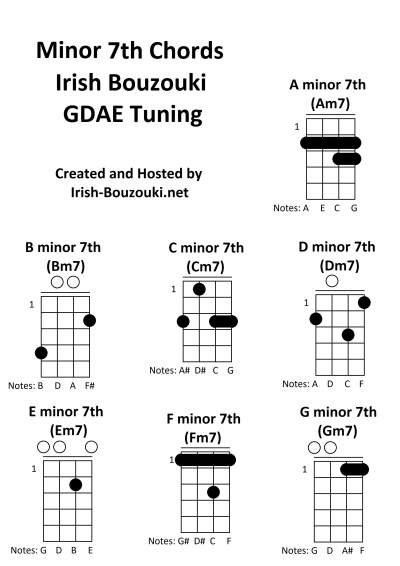 Minor 7th Chords
Irish Bouzouki
GDAE Tuning
Created and Hosted by
Irish-Bouzouki.net
A minor 7th
(Am7)
1
Notes: A E C G
B minor 7th
(Bm7)
1
Notes: B D A F#
C minor 7th
(Cm7)
1
Notes: A# D# C G
D minor 7th
(Dm7)
1
Notes: A D C F
E minor 7th
(Em7)
1
Notes: G D B E
F minor 7th
(Fm7)
1
Notes: G# D# C F
G minor 7th
(Gm7)
1
Notes: G D A# F